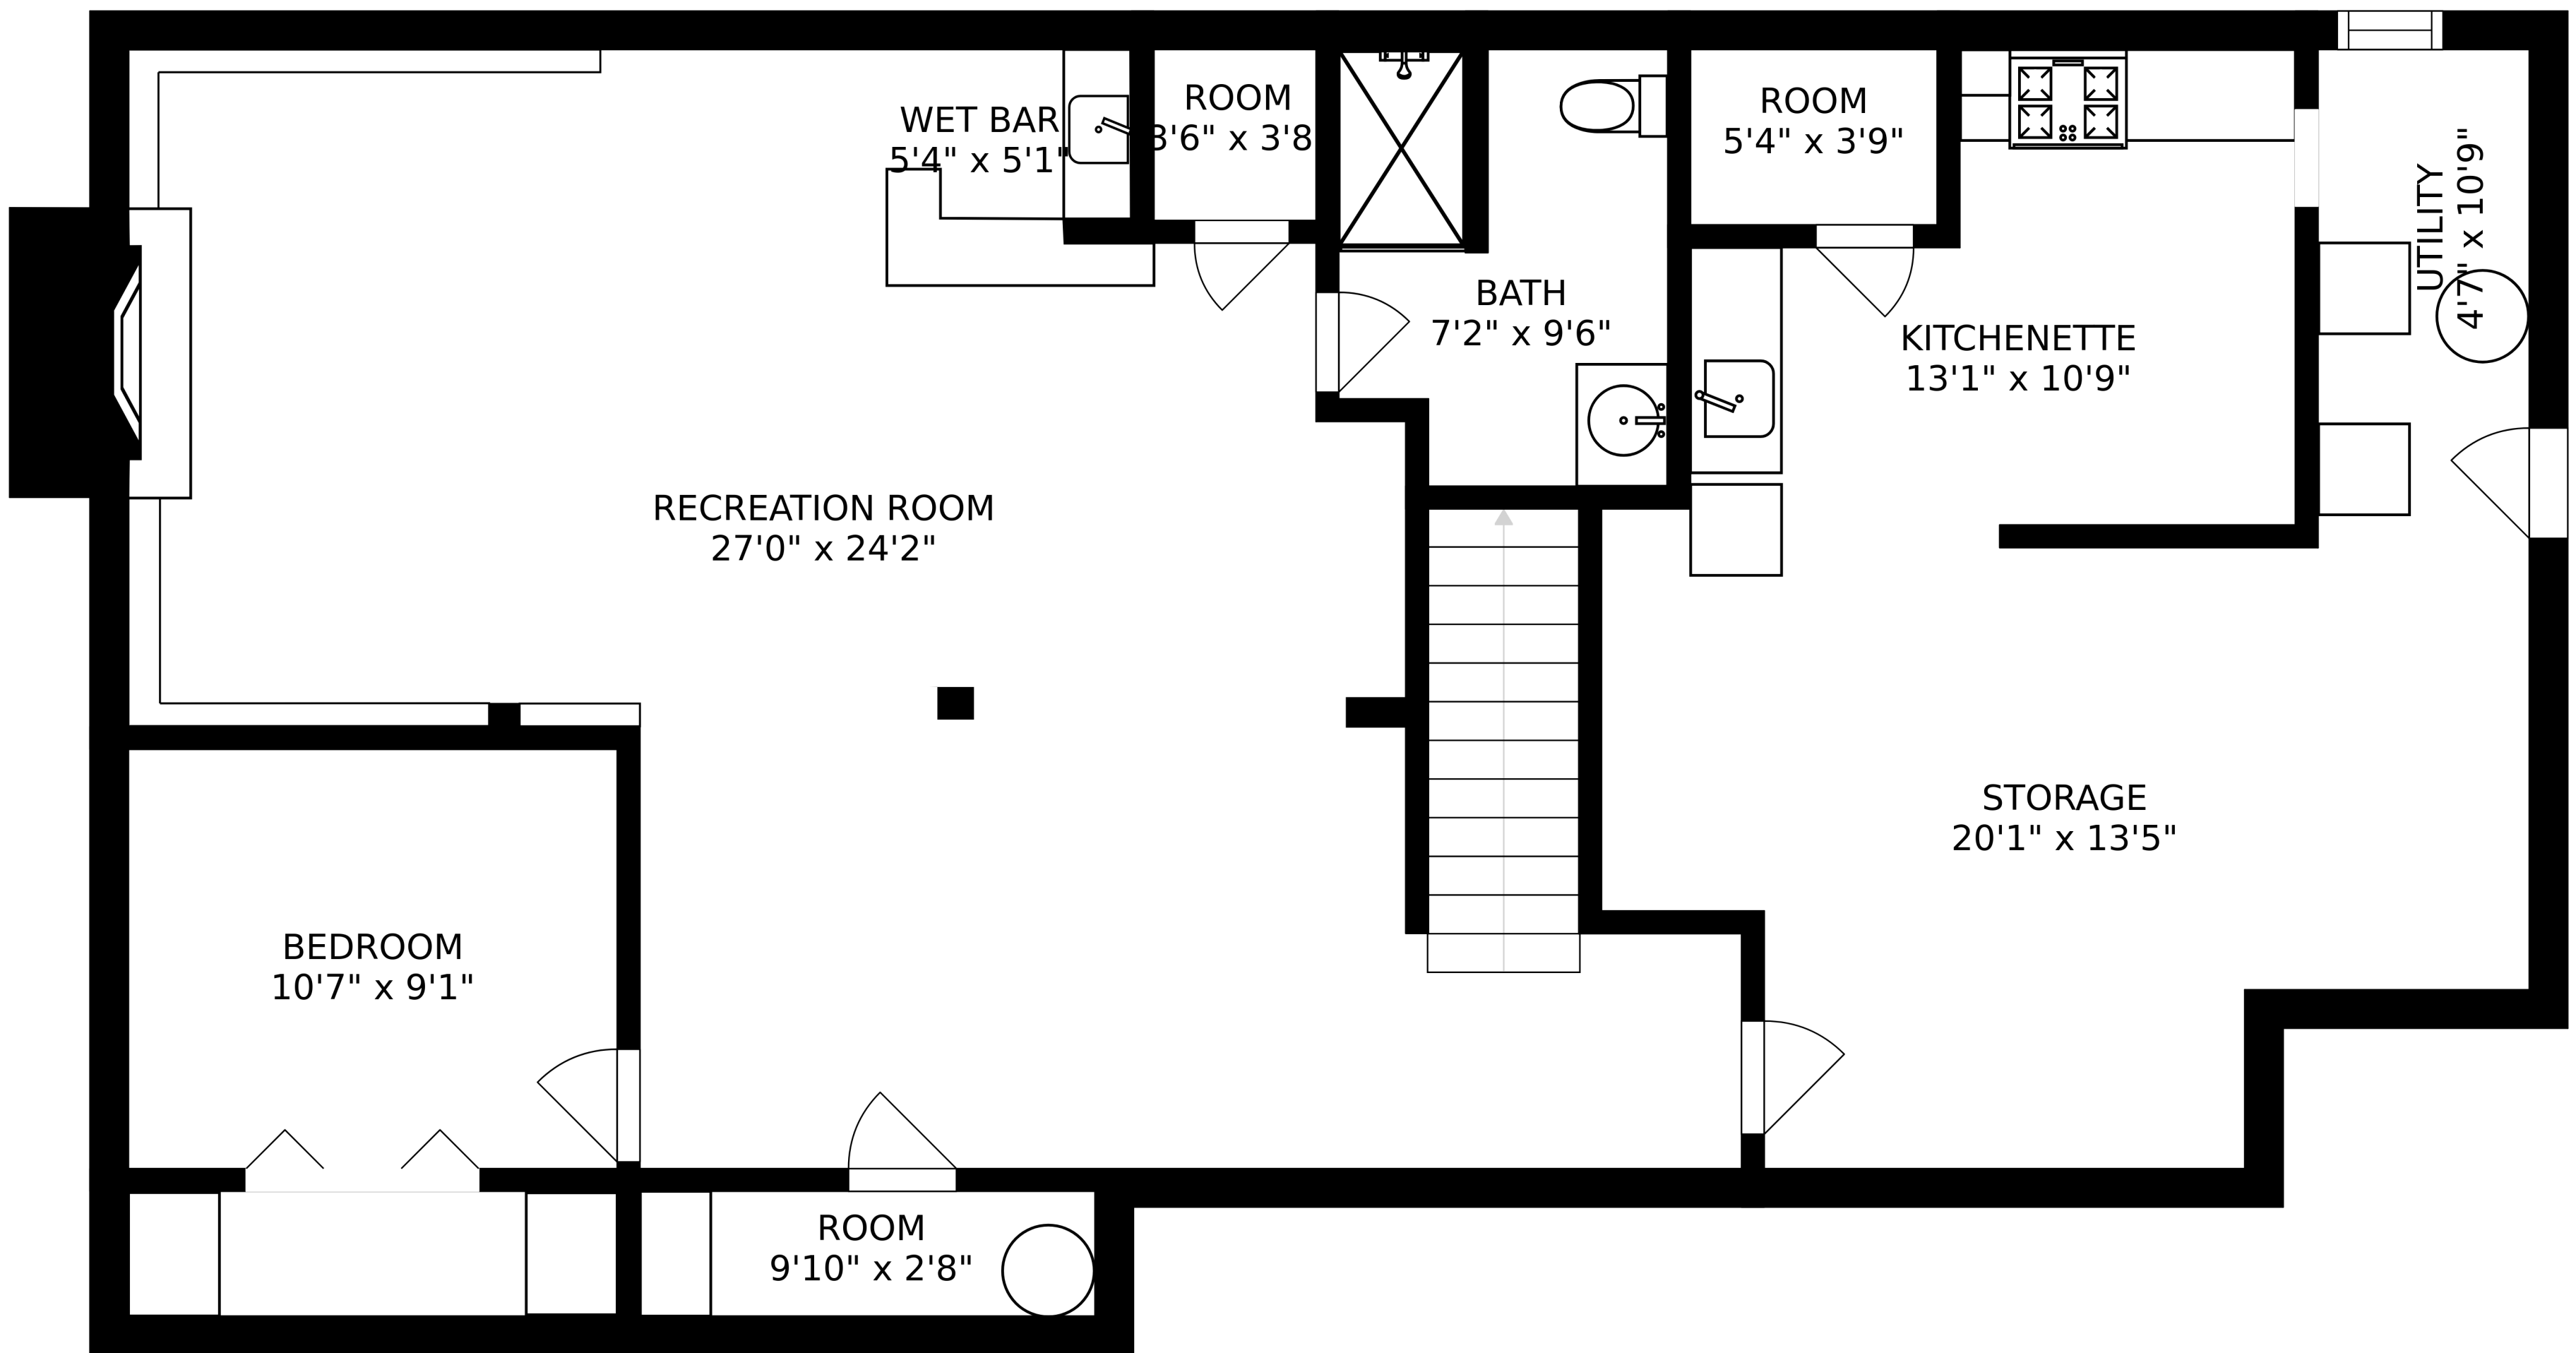 WET BAR
5'4" x 5'1"
ROOM
3'6" x 3'8
ROOM
5'4" x 3'9"
UTILITY
4'7" x 10'9"
BATH
7'2" x 9'6"
KITCHENETTE
13'1" x 10'9"
RECREATION ROOM
27'0" x 24'2"
STORAGE
20'1" x 13'5"
BEDROOM
10'7" x 9'1"
ROOM
9'10" x 2'8"